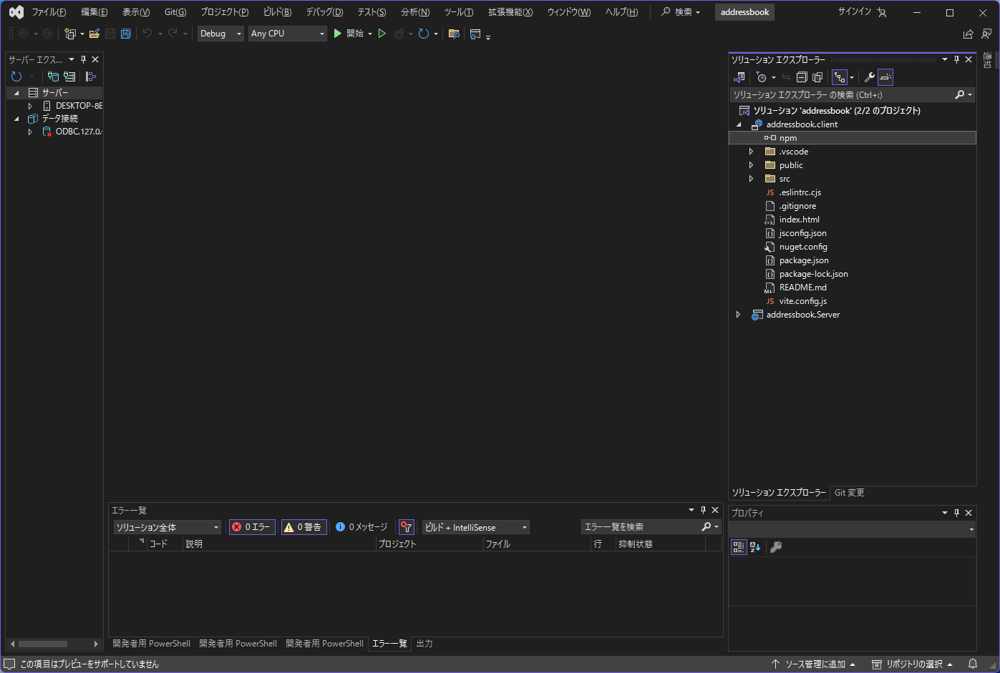 ファイル(F) 編集(E) 表示(V) Git(G) プロジェクト(P) ビルド(B) デバッグ(D) テスト(S) 分析(N) ツール(T) 拡張機能(X) ウィンドウ(W) ヘルプ(H) 検索 addressbook サインイン
Debug Any CPU 開始
サーバー エクス...
サーバー
DESKTOP-8E
データ接続
ODBC.127.0.
ソリューション エクスプローラー
ソリューション エクスプローラー の検索 (Ctrl+:)
ソリューション 'addressbook' (2/2 のプロジェクト)
addressbook.client
npm
.vscode
public
src
JS .eslintrc.cjs
.gitignore
index.html
jsconfig.json
nuget.config
package.json
package-lock.json
README.md
JS vite.config.js
addressbook.Server
ソリューション エクスプローラー Git 変更
通知
エラー一覧
ソリューション全体 0 エラー 0 警告 0 メッセージ ビルド + IntelliSense エラー一覧を検索
コード 説明 プロジェクト ファイル 行 抑制状態
開発者用 PowerShell 開発者用 PowerShell 開発者用 PowerShell エラー一覧 出力
プロパティ
この項目はプレビューをサポートしていません ソース管理に追加 リポジトリの選択